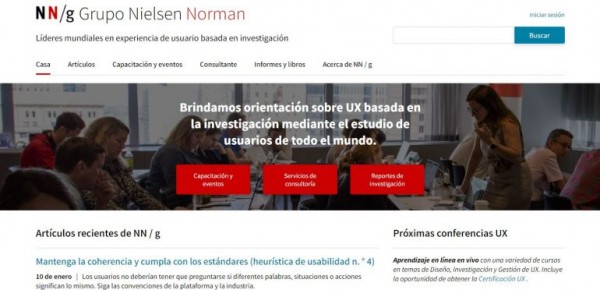 NN/g Grupo Nielsen Norman
Iniciar sesión
Líderes mundiales en experiencia de usuario basada en investigación
Buscar
Casa Artículos Capacitación y eventos Consultante Informes y libros Acerca de NN / g
Brindamos orientación sobre UX basada en
la investigación mediante el estudio de
usuarios de todo el mundo.
Capacitación y
eventos
Servicios de
consultoría
Reportes de
investigación
Artículos recientes de NN / g
Mantenga la coherencia y cumpla con los estándares (heurística de usabilidad n. ° 4)
10 de enero | Los usuarios no deberían tener que preguntarse si diferentes palabras, situaciones o acciones
significan lo mismo. Siga las convenciones de la plataforma y la industria.
Próximas conferencias UX
Aprendizaje en línea en vivo con una variedad de cursos
en temas de Diseño, Investigación y Gestión de UX. Incluye
la oportunidad de obtener la Certificación UX .